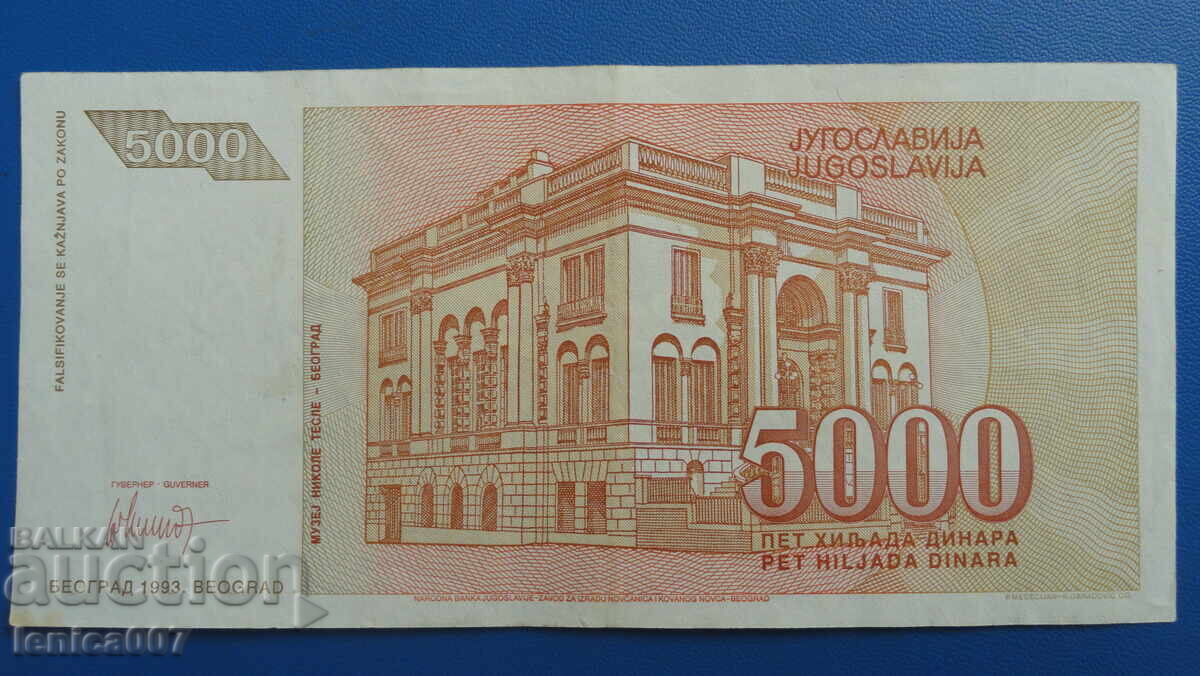 FALSIFIKOVANJE SE KAŽNJAVA PO ZAKONU
5000
ЈУГОСЛАВИЈА
JUGOSLAVIJA
МУЗЕЈ НИКОЛЕ ТЕСЛЕ - БЕОГРАД
5000
ПЕТ ХИЉАДА ДИНАРА
PET HILJADA DINARA
ГУВЕРНЕР - GUVERNER
БЕОГРАД 1993. BEOGRAD
NARODNA BANKA JUGOSLAVIJE-ZAVOD ZA IZRADU NOVČANICA I KOVANOG NOVCA-BEOGRAD
BALKAN
auction
lenica007